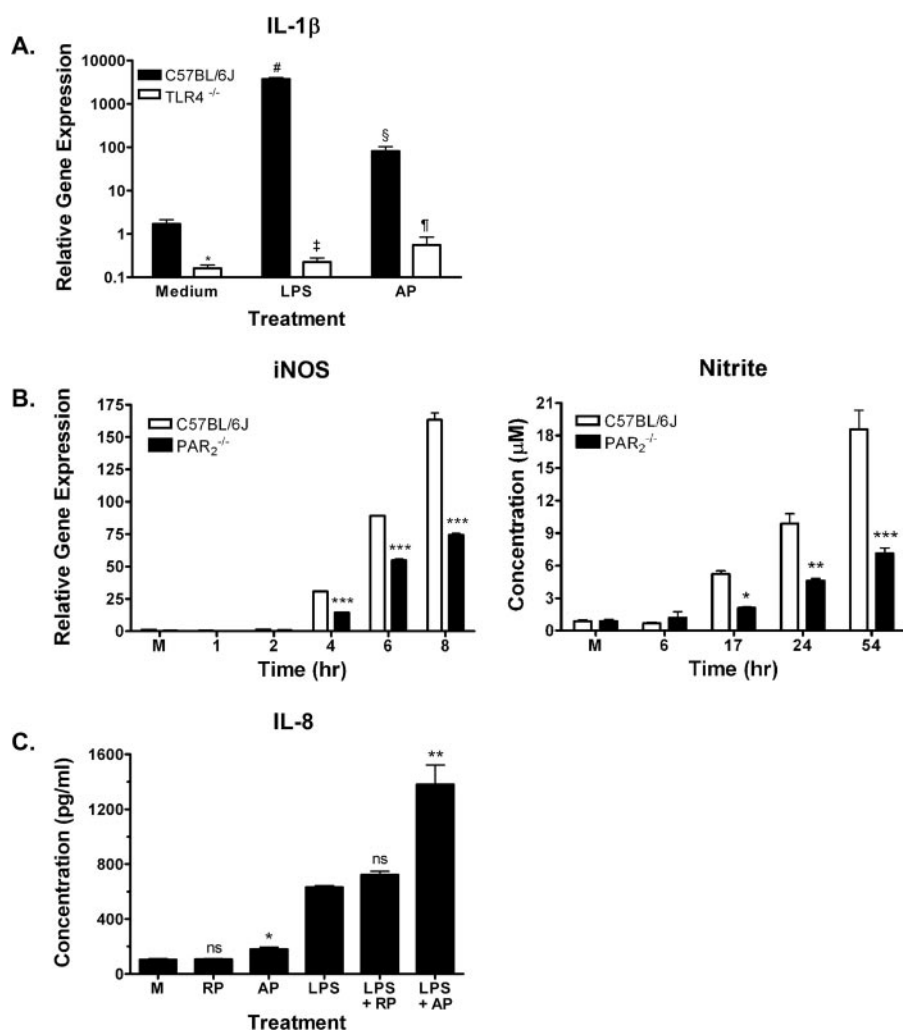 A.
IL-1β
Relative Gene Expression
10000
1000
100
10
1
0.1
C57BL/6J
TLR4 -/-
#
§
*
‡
¶
Medium LPS AP
Treatment
B.
iNOS
Relative Gene Expression
175
150
125
100
75
50
25
0
C57BL/6J
PAR2-/-
***
***
***
M 1 2 4 6 8
Time (hr)
Nitrite
Concentration (μM)
21
18
15
12
9
6
3
0
C57BL/6J
PAR2-/-
*
**
***
M 6 17 24 54
Time (hr)
C.
IL-8
Concentration (pg/ml)
1600
1200
800
400
0
ns
*
ns
**
M RP AP LPS LPS LPS
+ RP + AP
Treatment